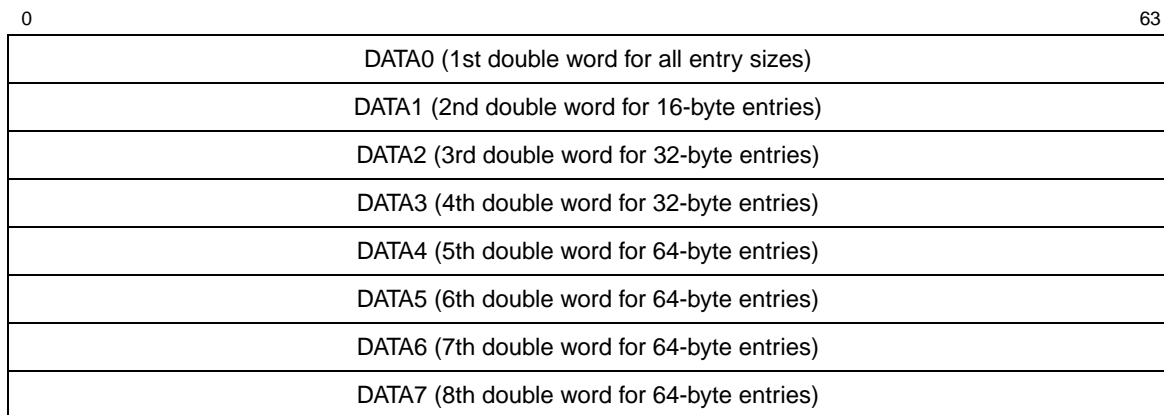 0 63
DATA0 (1st double word for all entry sizes)
DATA1 (2nd double word for 16-byte entries)
DATA2 (3rd double word for 32-byte entries)
DATA3 (4th double word for 32-byte entries)
DATA4 (5th double word for 64-byte entries)
DATA5 (6th double word for 64-byte entries)
DATA6 (7th double word for 64-byte entries)
DATA7 (8th double word for 64-byte entries)